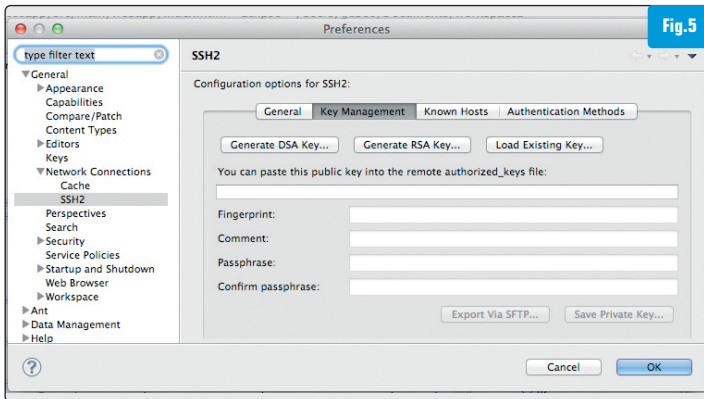 Preferences
Fig.5
type filter text
General
Appearance
Capabilities
Compare/Patch
Content Types
Editors
Keys
Network Connections
Cache
SSH2
Perspectives
Search
Security
Service Policies
Startup and Shutdown
Web Browser
Workspace
Ant
Data Management
Help
SSH2
Configuration options for SSH2:
General Key Management Known Hosts Authentication Methods
Generate DSA Key... Generate RSA Key... Load Existing Key...
You can paste this public key into the remote authorized_keys file:
Fingerprint:
Comment:
Passphrase:
Confirm passphrase:
Export Via SFTP... Save Private Key...
?
Cancel OK